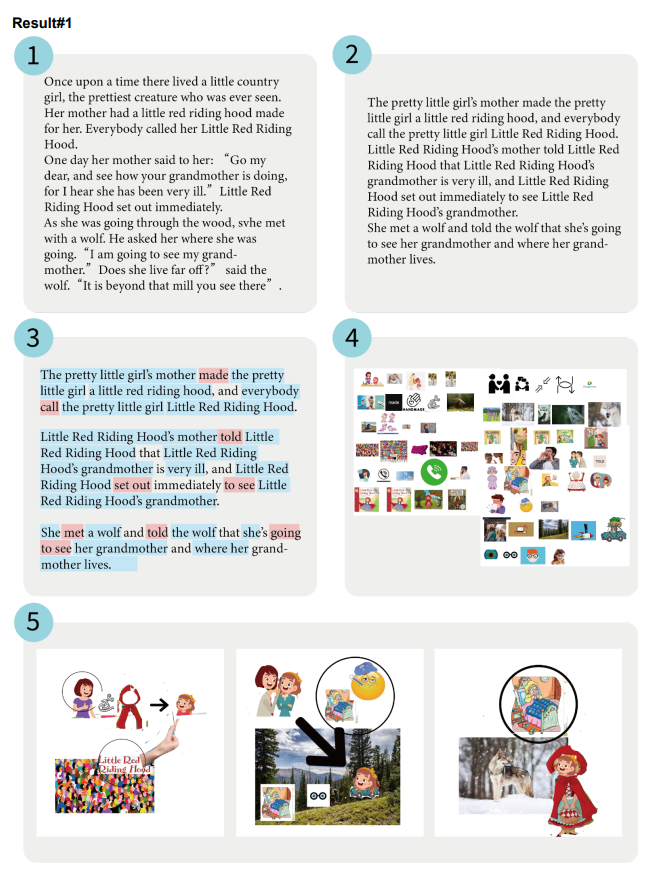 Result#1
1
Once upon a time there lived a little country
girl, the prettiest creature who was ever seen.
Her mother had a little red riding hood made
for her. Everybody called her Little Red Riding
Hood.
One day her mother said to her: “Go my
dear, and see how your grandmother is doing,
for I hear she has been very ill.” Little Red
Riding Hood set out immediately.
As she was going through the wood, svhe met
with a wolf. He asked her where she was
going. “I am going to see my grand-
mother.” Does she live far off?” said the
wolf. “It is beyond that mill you see there” .
2
The pretty little girl’s mother made the pretty
little girl a little red riding hood, and everybody
call the pretty little girl Little Red Riding Hood.
Little Red Riding Hood’s mother told Little Red
Riding Hood that Little Red Riding Hood’s
grandmother is very ill, and Little Red Riding
Hood set out immediately to see Little Red
Riding Hood’s grandmother.
She met a wolf and told the wolf that she’s going
to see her grandmother and where her grand-
mother lives.
3
The pretty little girl’s mother made the pretty
little girl a little red riding hood, and everybody
call the pretty little girl Little Red Riding Hood.
Little Red Riding Hood’s mother told Little
Red Riding Hood that Little Red Riding
Hood’s grandmother is very ill, and Little Red
Riding Hood set out immediately to see Little
Red Riding Hood’s grandmother.
She met a wolf and told the wolf that she’s going
to see her grandmother and where her grand-
mother lives.
4
HANDMADE
TOLD
5
Little Red
Riding Hood